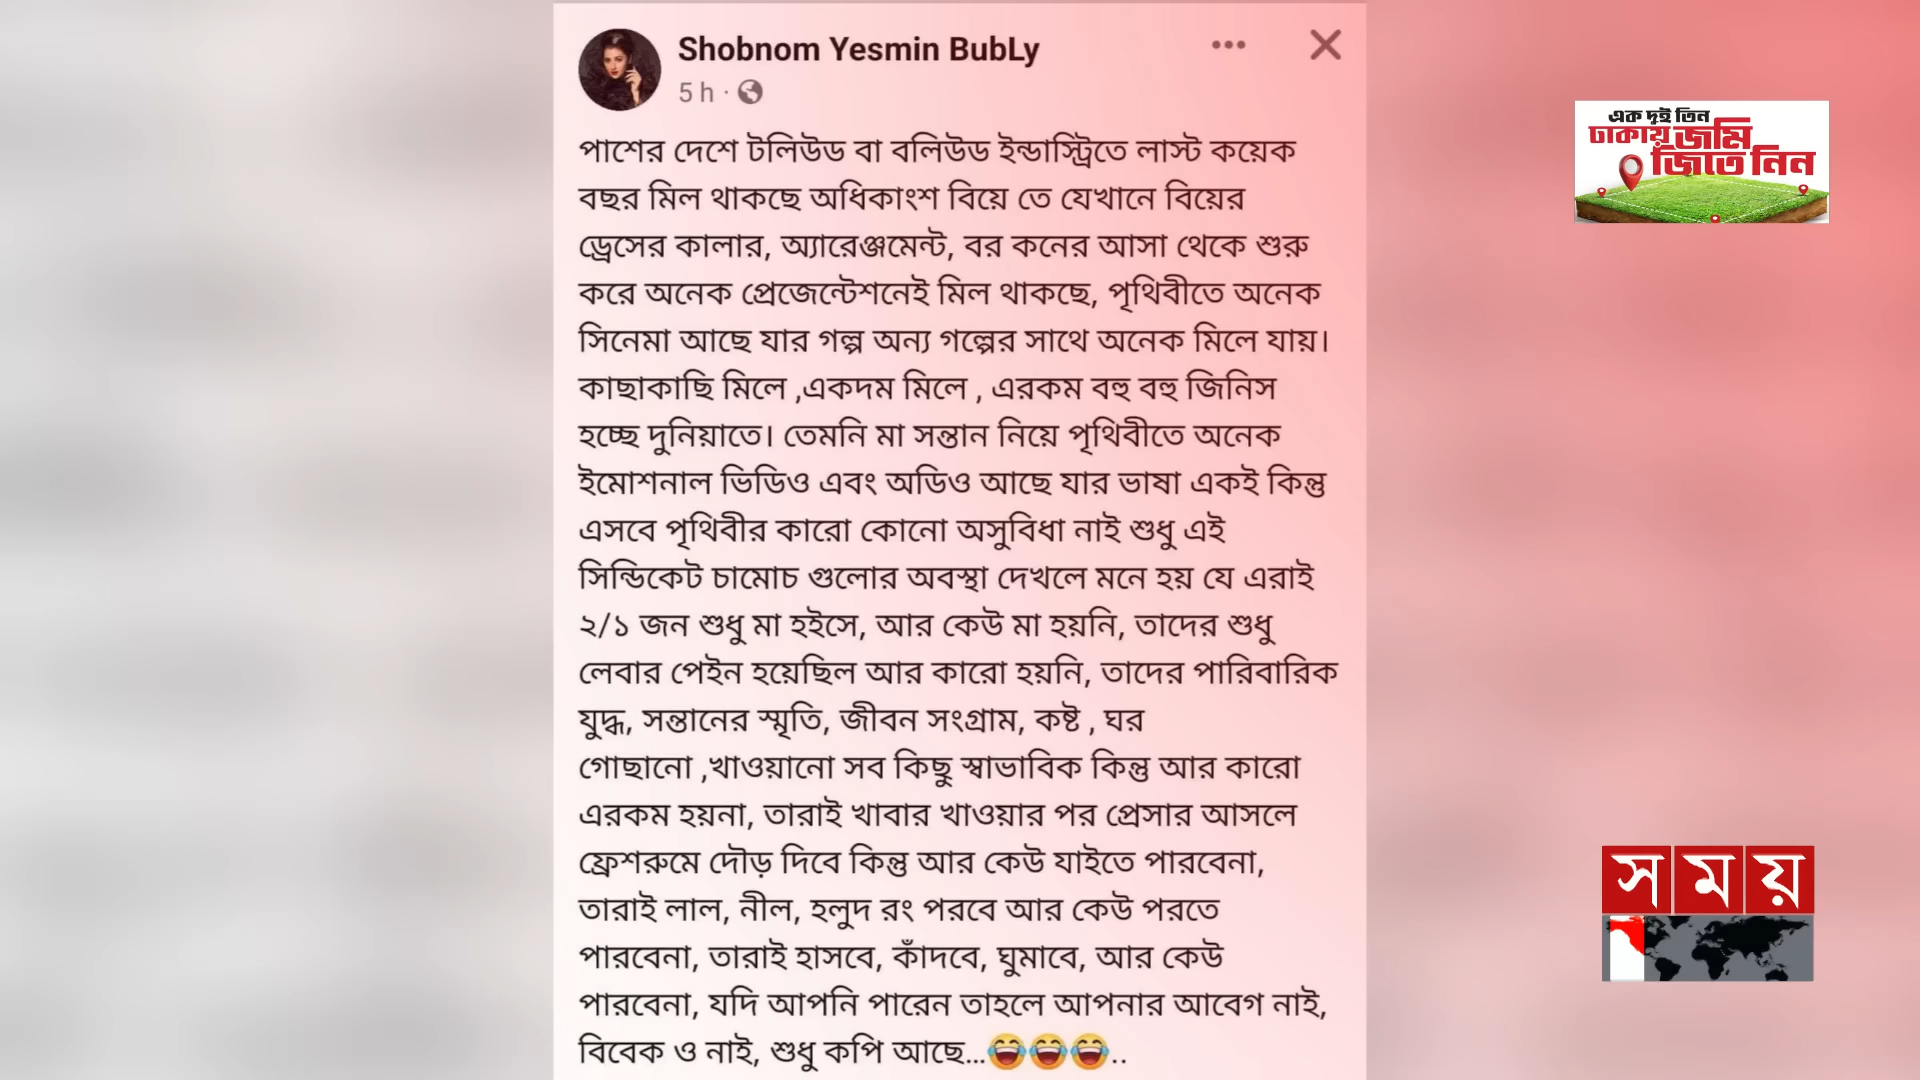 Shobnom Yesmin BubLy
5 h
পাশের দেশে টলিউড বা বলিউড ইন্ডাস্ট্রিতে লাস্ট কয়েক
বছর মিল থাকছে অধিকাংশ বিয়ে তে যেখানে বিয়ের
ড্রেসের কালার, অ্যারেঞ্জমেন্ট, বর কনের আসা থেকে শুরু
করে অনেক প্রেজেন্টেশনেই মিল থাকছে, পৃথিবীতে অনেক
সিনেমা আছে যার গল্প অন্য গল্পের সাথে অনেক মিলে যায়।
কাছাকাছি মিলে ,একদম মিলে , এরকম বহু বহু জিনিস
হচ্ছে দুনিয়াতে। তেমনি মা সন্তান নিয়ে পৃথিবীতে অনেক
ইমোশনাল ভিডিও এবং অডিও আছে যার ভাষা একই কিন্তু
এসবে পৃথিবীর কারো কোনো অসুবিধা নাই শুধু এই
সিন্ডিকেট চামোচ গুলোর অবস্থা দেখলে মনে হয় যে এরাই
২/১ জন শুধু মা হইসে, আর কেউ মা হয়নি, তাদের শুধু
লেবার পেইন হয়েছিল আর কারো হয়নি, তাদের পারিবারিক
যুদ্ধ, সন্তানের স্মৃতি, জীবন সংগ্রাম, কষ্ট , ঘর
গোছানো ,খাওয়ানো সব কিছু স্বাভাবিক কিন্তু আর কারো
এরকম হয়না, তারাই খাবার খাওয়ার পর প্রেসার আসলে
ফ্রেশরুমে দৌড় দিবে কিন্তু আর কেউ যাইতে পারবেনা,
তারাই লাল, নীল, হলুদ রং পরবে আর কেউ পরতে
পারবেনা, তারাই হাসবে, কাঁদবে, ঘুমাবে, আর কেউ
পারবেনা, যদি আপনি পারেন তাহলে আপনার আবেগ নাই,
বিবেক ও নাই, শুধু কপি আছে...😂😂😂..
এক দুই তিন
ঢাকায় জমি
জিতে নিন
সময়